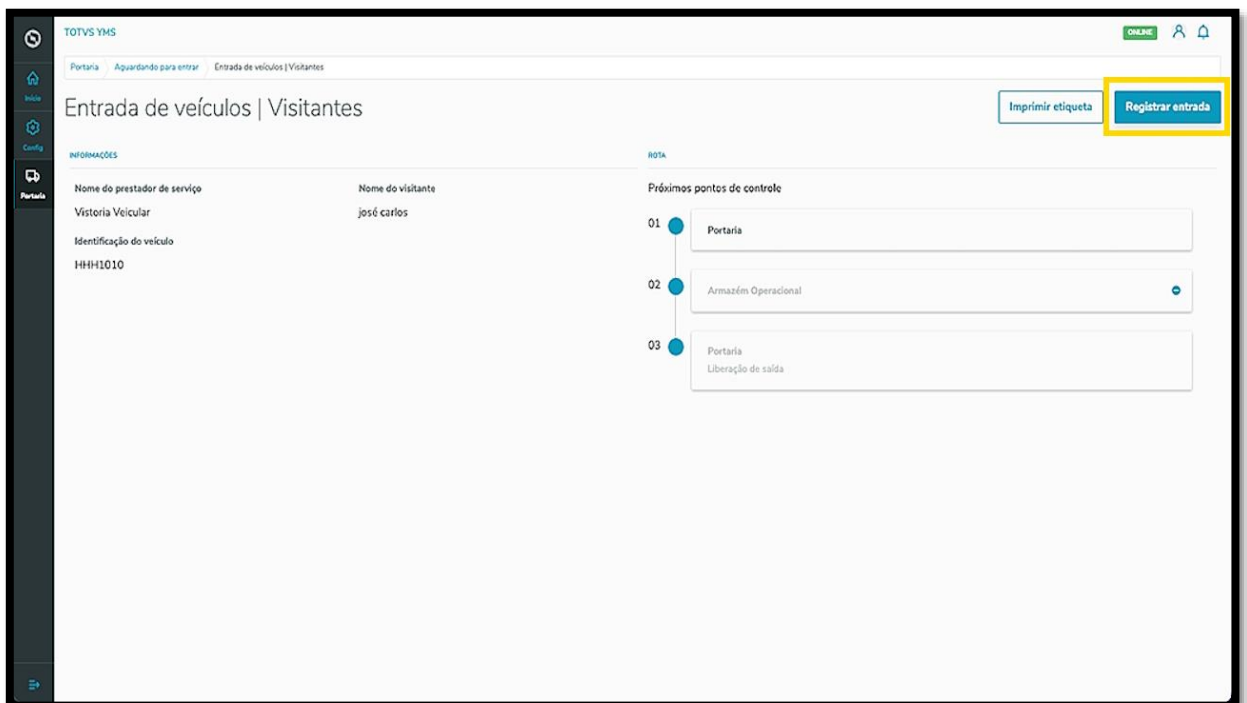 TOTVS YMS
ONLINE
Início
Config
Portaria
Portaria Aguardando para entrar Entrada de veículos | Visitantes
Entrada de veículos | Visitantes
Imprimir etiqueta
Registrar entrada
INFORMAÇÕES
Nome do prestador de serviço
Nome do visitante
Vistoria Veicular
josé carlos
Identificação do veículo
HHH1010
ROTA
Próximos pontos de controle
01
Portaria
02
Armazém Operacional
03
Portaria
Liberação de saída